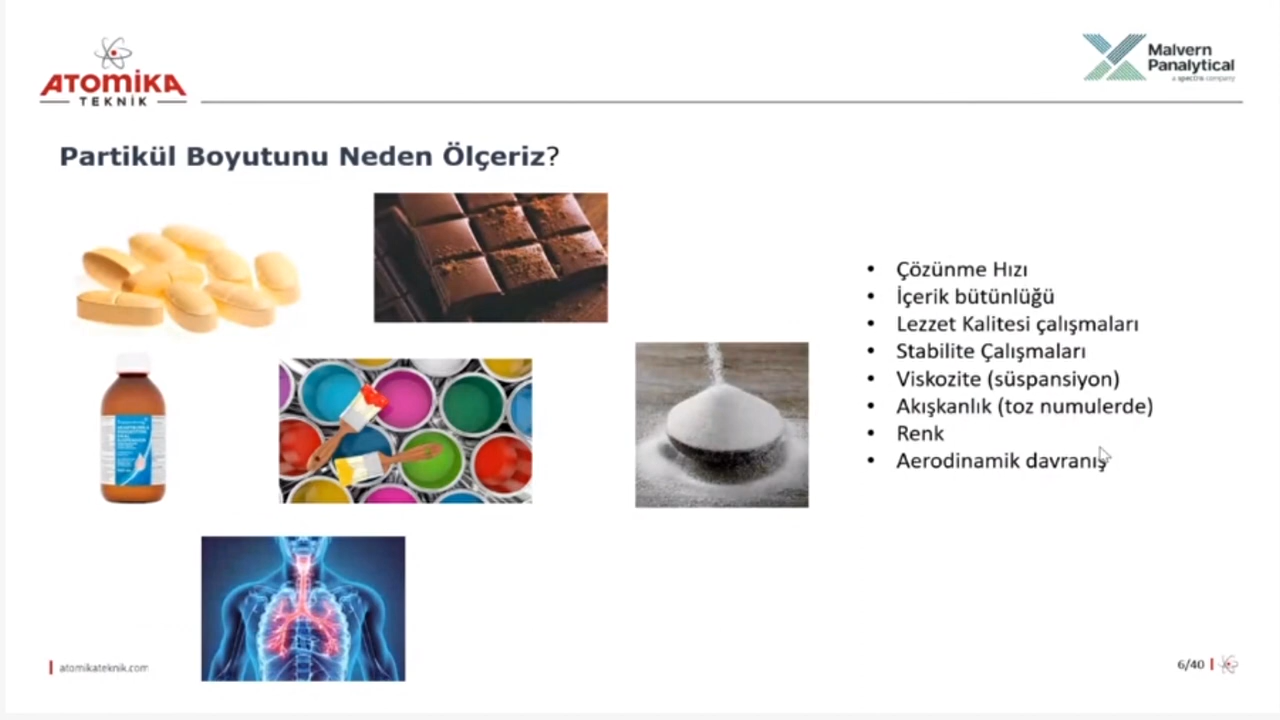 ATOMİKA
TEKNİK
Malvern
Panalytical
a spectris company
Partikül Boyutunu Neden Ölçeriz?
• Çözünme Hızı
• İçerik bütünlüğü
• Lezzet Kalitesi çalışmaları
• Stabilite Çalışmaları
• Viskozite (süspansiyon)
• Akışkanlık (toz numulerde)
• Renk
• Aerodinamik davranış
atomikateknik.com
6/40